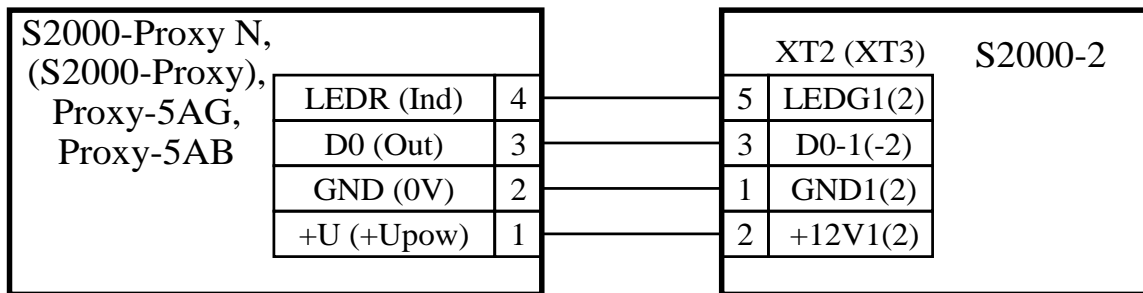 S2000-Proxy N,
(S2000-Proxy),
Proxy-5AG,
Proxy-5AB
LEDR (Ind) 4
D0 (Out) 3
GND (0V) 2
+U (+Upow) 1
XT2 (XT3)
S2000-2
5 LEDG1(2)
3 D0-1(-2)
1 GND1(2)
2 +12V1(2)